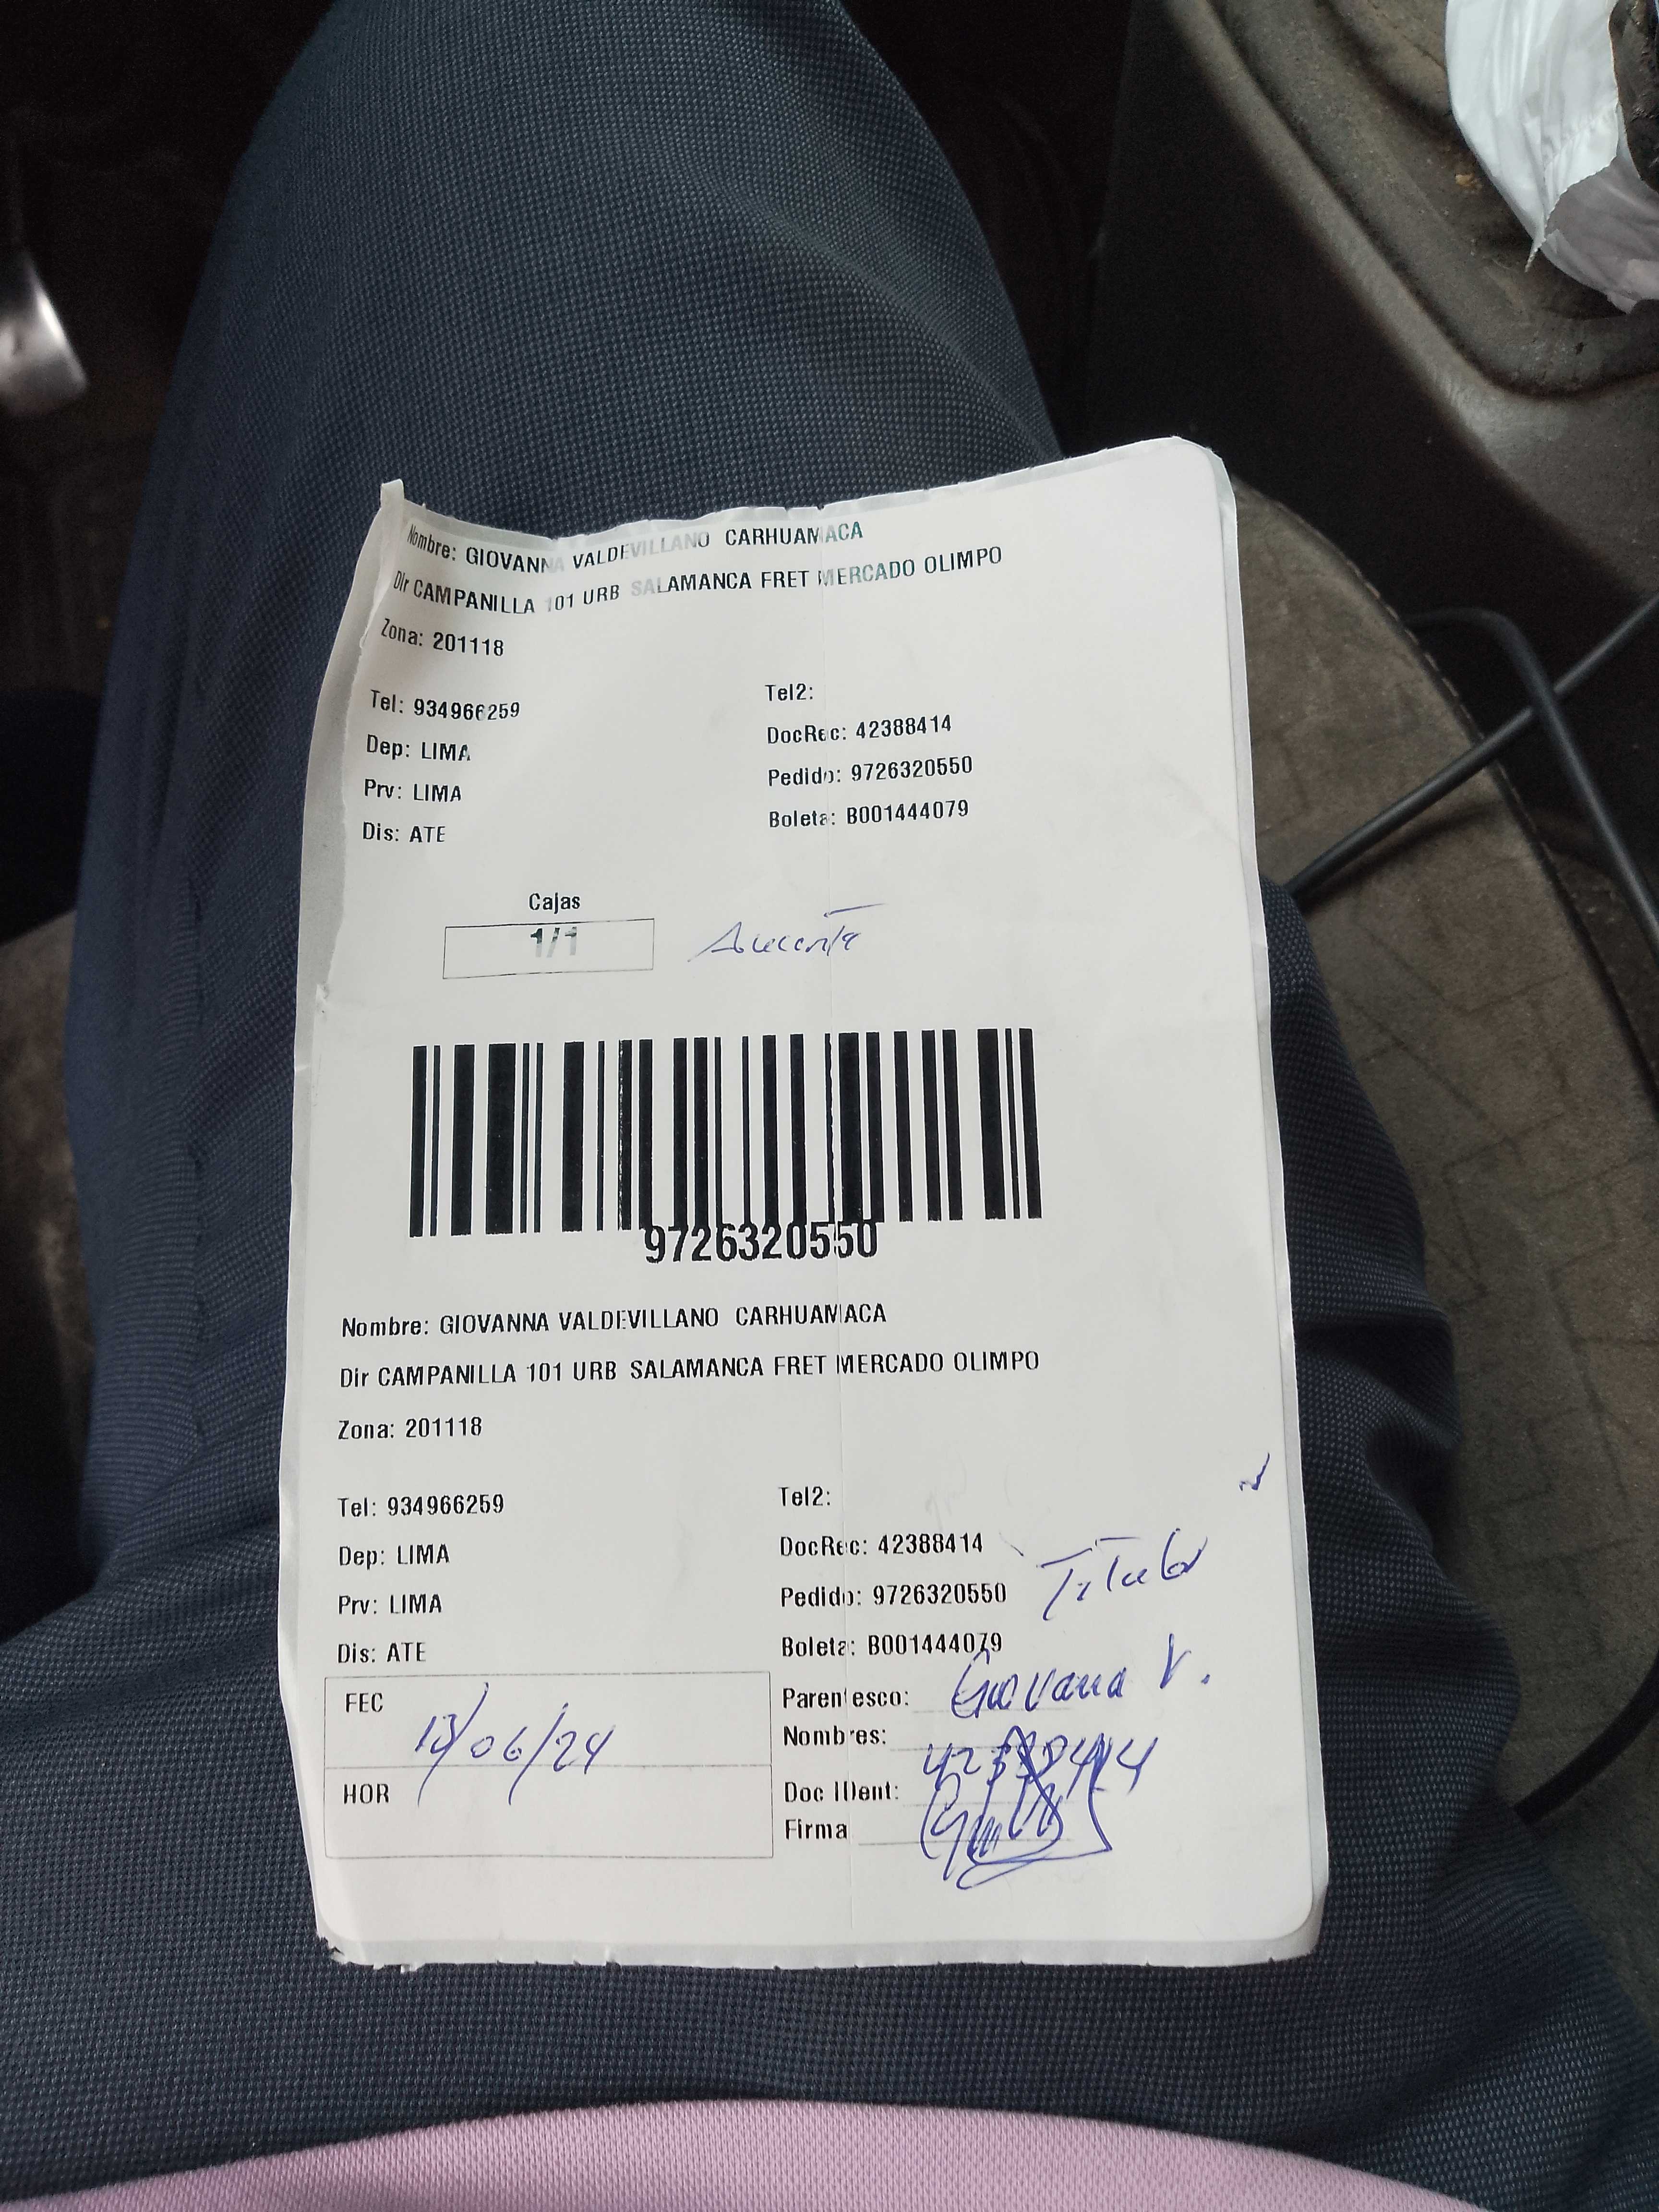 Nombre: GIOVANNA VALDEVILLANO CARHUAMACA
Dir CAMPANILLA 101 URB SALAMANCA FRET MERCADO OLIMPO
Zona: 201118
Tel: 934966259
Tel2:
Dep: LIMA
DocRec: 42388414
Prv: LIMA
Pedido: 9726320550
Dis: ATE
Boleta: B001444079
Cajas
1/1
9726320550
Nombre: GIOVANNA VALDEVILLANO CARHUAMACA
Dir CAMPANILLA 101 URB SALAMANCA FRET MERCADO OLIMPO
Zona: 201118
Tel: 934966259
Tel2:
Dep: LIMA
DocRec: 42388414
Prv: LIMA
Pedido: 9726320550 Titular
Dis: ATE
Boleta: B001444079
FEC 13/06/24
Parentesco: Giovana V.
Nombres:
HOR
Doc IDent: 42388414
Firma